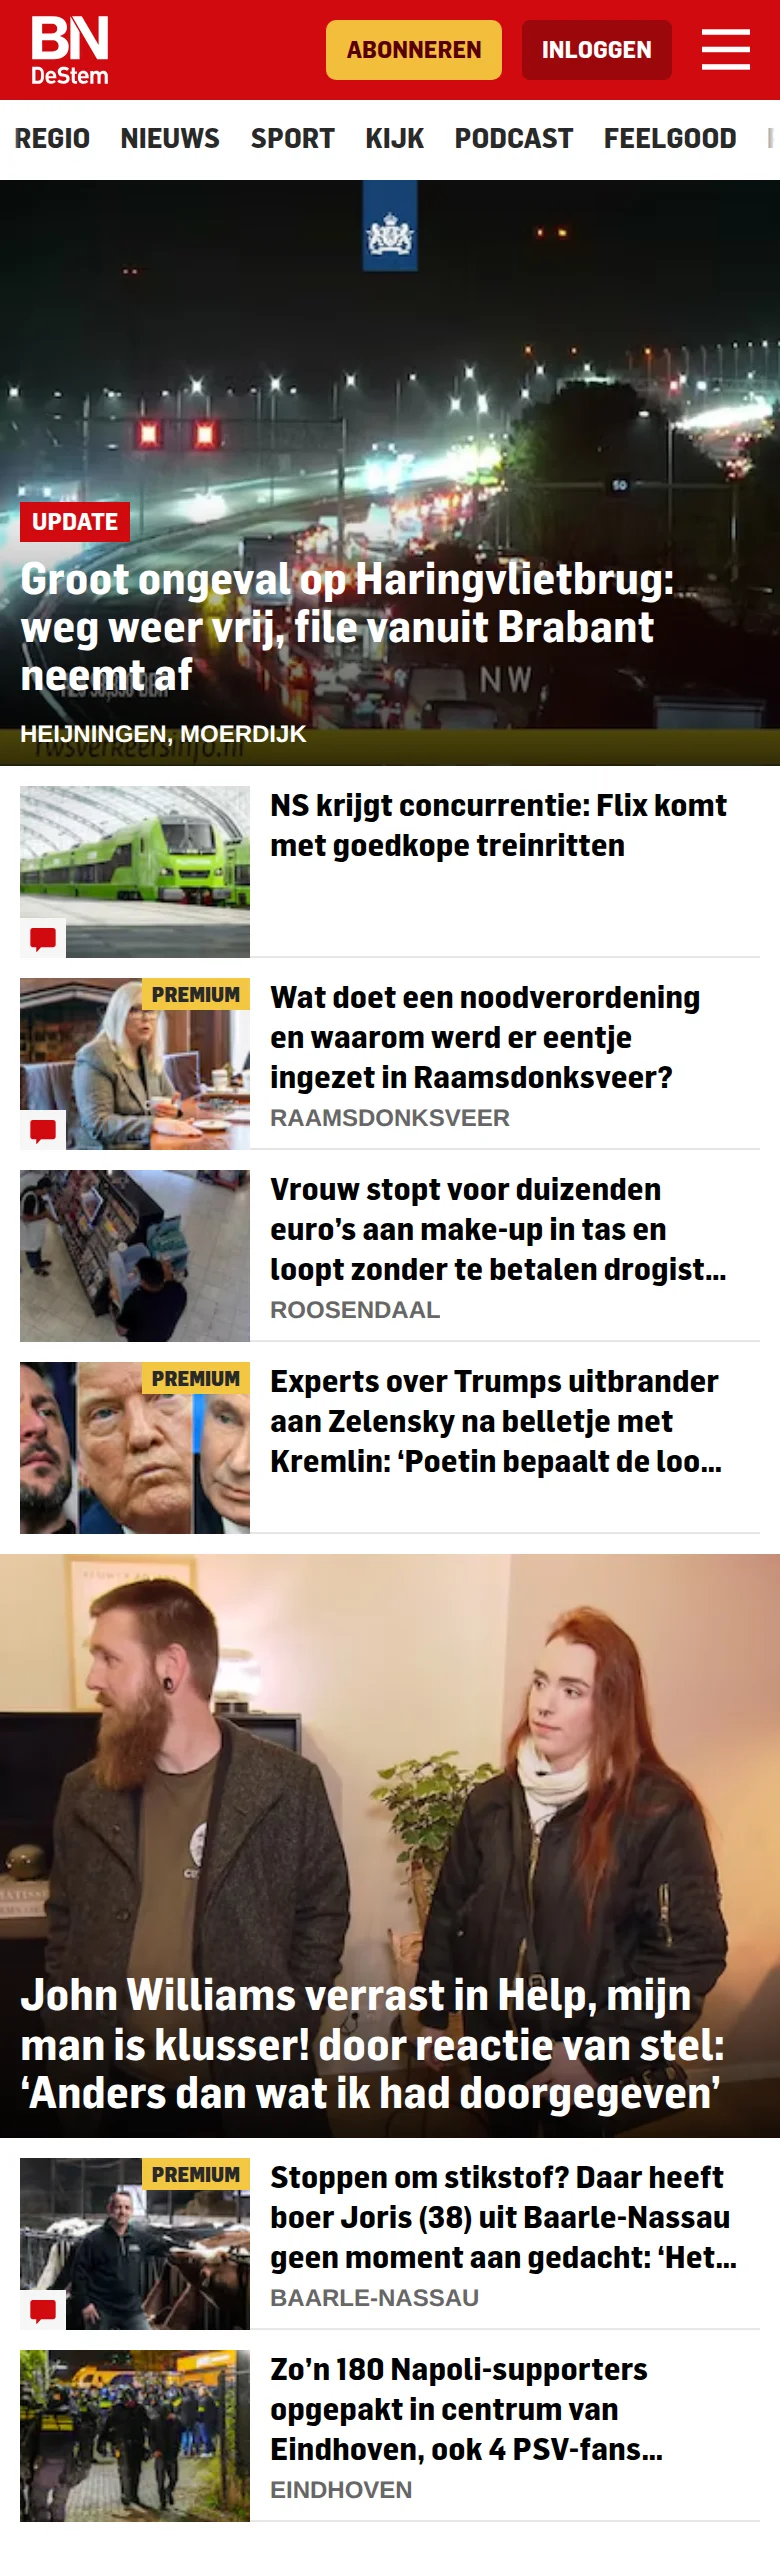 BN
DeStem
ABONNEREN
INLOGGEN
REGIO NIEUWS SPORT KIJK PODCAST FEELGOOD
50
UPDATE
Groot ongeval op Haringvlietbrug:
weg weer vrij, file vanuit Brabant
neemt af
NW
HEIJNINGEN, MOERDIJK
rwsverkeersinfo.nl
NS krijgt concurrentie: Flix komt
met goedkope treinritten
PREMIUM
Wat doet een noodverordening
en waarom werd er eentje
ingezet in Raamsdonksveer?
RAAMSDONKSVEER
Vrouw stopt voor duizenden
euro’s aan make-up in tas en
loopt zonder te betalen drogist...
ROOSENDAAL
PREMIUM
Experts over Trumps uitbrander
aan Zelensky na belletje met
Kremlin: ‘Poetin bepaalt de loo...
John Williams verrast in Help, mijn
man is klusser! door reactie van stel:
‘Anders dan wat ik had doorgegeven’
PREMIUM
Stoppen om stikstof? Daar heeft
boer Joris (38) uit Baarle-Nassau
geen moment aan gedacht: ‘Het...
BAARLE-NASSAU
Zo’n 180 Napoli-supporters
opgepakt in centrum van
Eindhoven, ook 4 PSV-fans...
EINDHOVEN